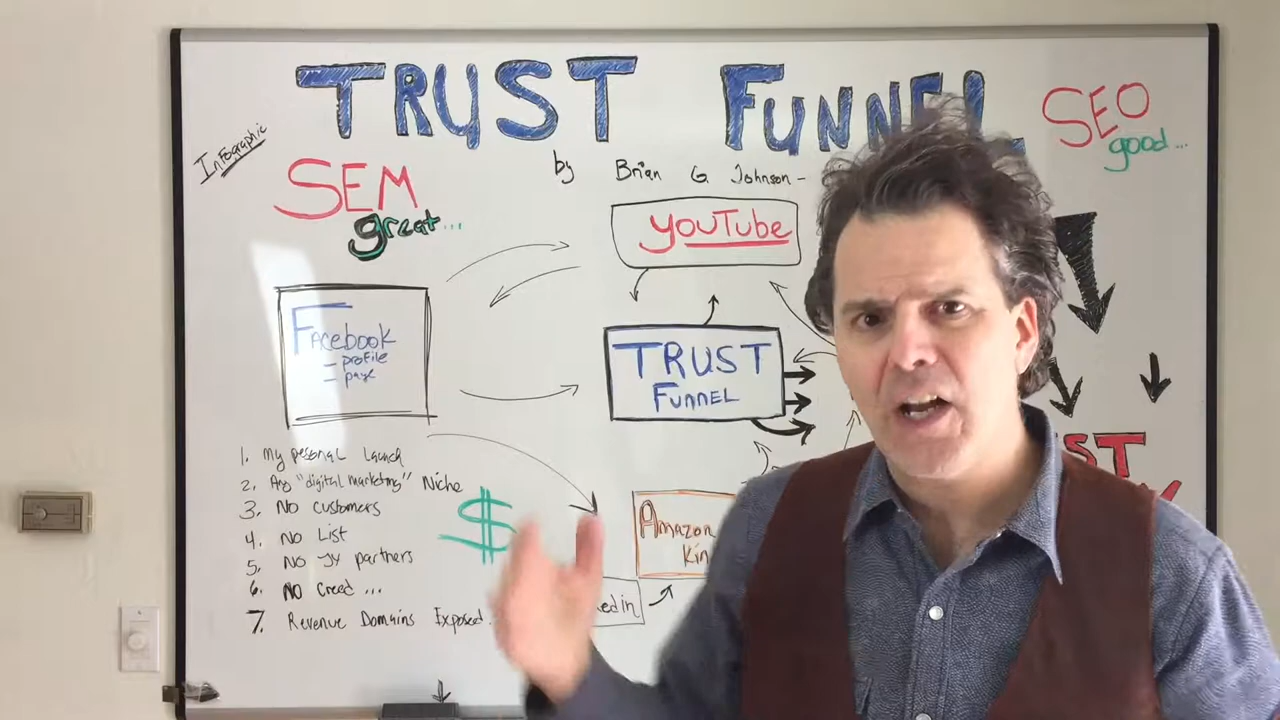 TRUST FUNNEL
Infographic
SEM
great...
by Brian G. Johnson -
SEO
good...
YouTube
Facebook
- profile
- page
TRUST
FUNNEL
1. My personal Launch
2. Any "digital marketing" Niche
3. No customers
4. No List
5. No JV partners
6. No Creed ...
7. Revenue Domains Exposed.
$
Amazon
Kin
edin